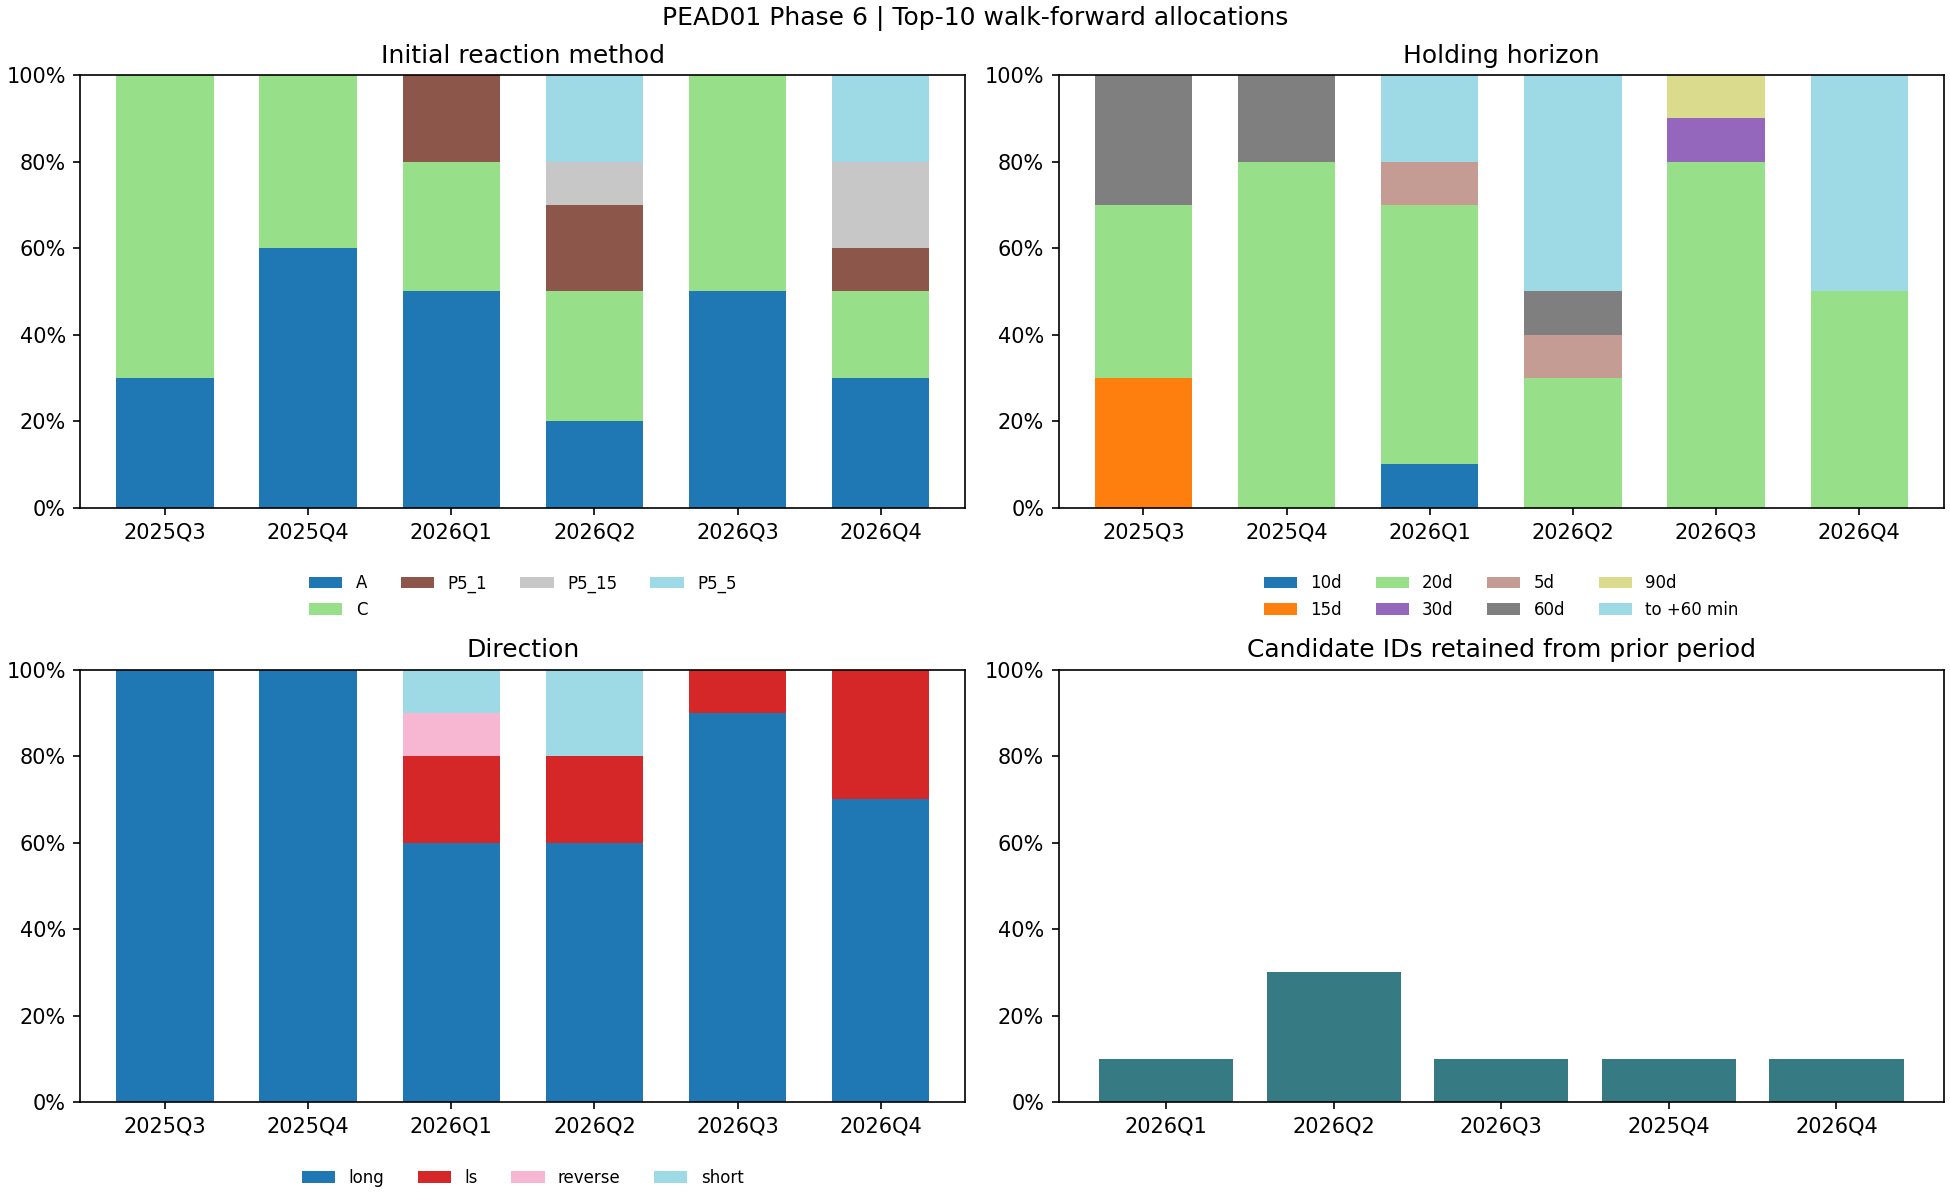 PEAD01 Phase 6 | Top-10 walk-forward allocations
Initial reaction method
100%
80%
60%
40%
20%
0%
2025Q3 2025Q4 2026Q1 2026Q2 2026Q3 2026Q4
A P5_1 P5_15 P5_5
C
Holding horizon
100%
80%
60%
40%
20%
0%
2025Q3 2025Q4 2026Q1 2026Q2 2026Q3 2026Q4
10d 20d 5d 90d
15d 30d 60d to +60 min
Direction
100%
80%
60%
40%
20%
0%
2025Q3 2025Q4 2026Q1 2026Q2 2026Q3 2026Q4
long ls reverse short
Candidate IDs retained from prior period
100%
80%
60%
40%
20%
0%
2026Q1 2026Q2 2026Q3 2025Q4 2026Q4